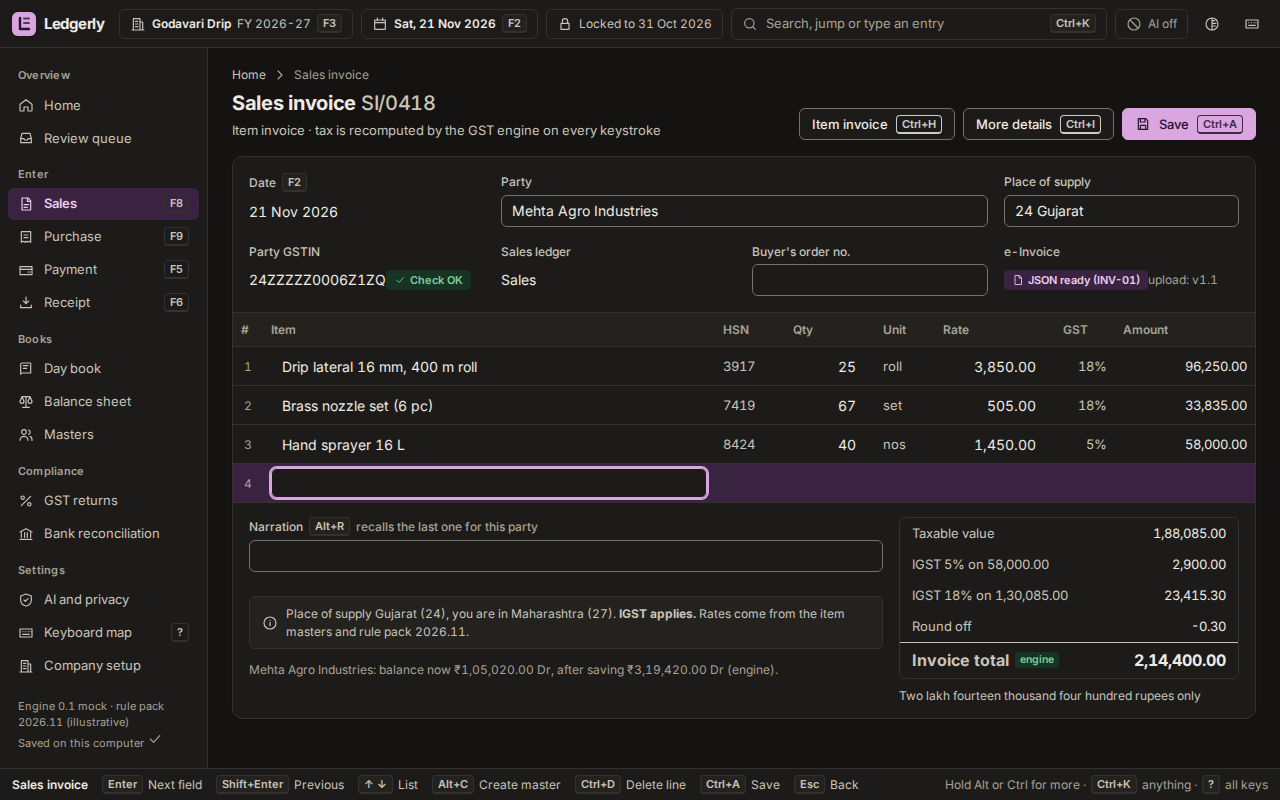 Ledgerly
Godavari Drip FY 2026-27 F3
Sat, 21 Nov 2026 F2
Locked to 31 Oct 2026
Search, jump or type an entry Ctrl+K
AI off
Overview
Home
Review queue
Enter
Sales F8
Purchase F9
Payment F5
Receipt F6
Books
Day book
Balance sheet
Masters
Compliance
GST returns
Bank reconciliation
Settings
AI and privacy
Keyboard map ?
Company setup
Engine 0.1 mock · rule pack
2026.11 (illustrative)
Saved on this computer
Home > Sales invoice
Sales invoice SI/0418
Item invoice · tax is recomputed by the GST engine on every keystroke
Item invoice Ctrl+H
More details Ctrl+I
Save Ctrl+A
Date F2
21 Nov 2026
Party
Mehta Agro Industries
Place of supply
24 Gujarat
Party GSTIN
24ZZZZZ0006Z1ZQ Check OK
Sales ledger
Sales
Buyer's order no.
e-Invoice
JSON ready (INV-01) upload: v1.1
# Item HSN Qty Unit Rate GST Amount
1 Drip lateral 16 mm, 400 m roll 3917 25 roll 3,850.00 18% 96,250.00
2 Brass nozzle set (6 pc) 7419 67 set 505.00 18% 33,835.00
3 Hand sprayer 16 L 8424 40 nos 1,450.00 5% 58,000.00
4
Narration Alt+R recalls the last one for this party
Place of supply Gujarat (24), you are in Maharashtra (27). IGST applies. Rates come from the item
masters and rule pack 2026.11.
Mehta Agro Industries: balance now ₹1,05,020.00 Dr, after saving ₹3,19,420.00 Dr (engine).
Taxable value 1,88,085.00
IGST 5% on 58,000.00 2,900.00
IGST 18% on 1,30,085.00 23,415.30
Round off -0.30
Invoice total engine 2,14,400.00
Two lakh fourteen thousand four hundred rupees only
Sales invoice Enter Next field Shift+Enter Previous ↑↓ List Alt+C Create master Ctrl+D Delete line Ctrl+A Save Esc Back Hold Alt or Ctrl for more · Ctrl+K anything · ? all keys